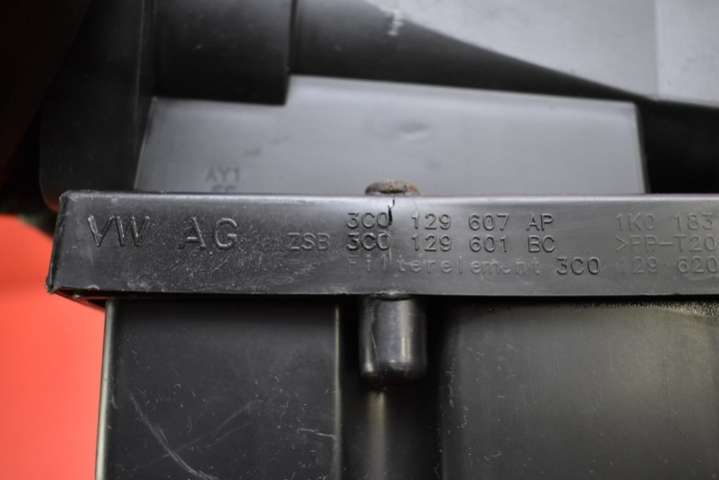 AY1
VW AG
3C0 129 607 AP 1K0 183
ZSB 3C0 129 601 BC >PP-T20
Filterelement 3C0 129 620